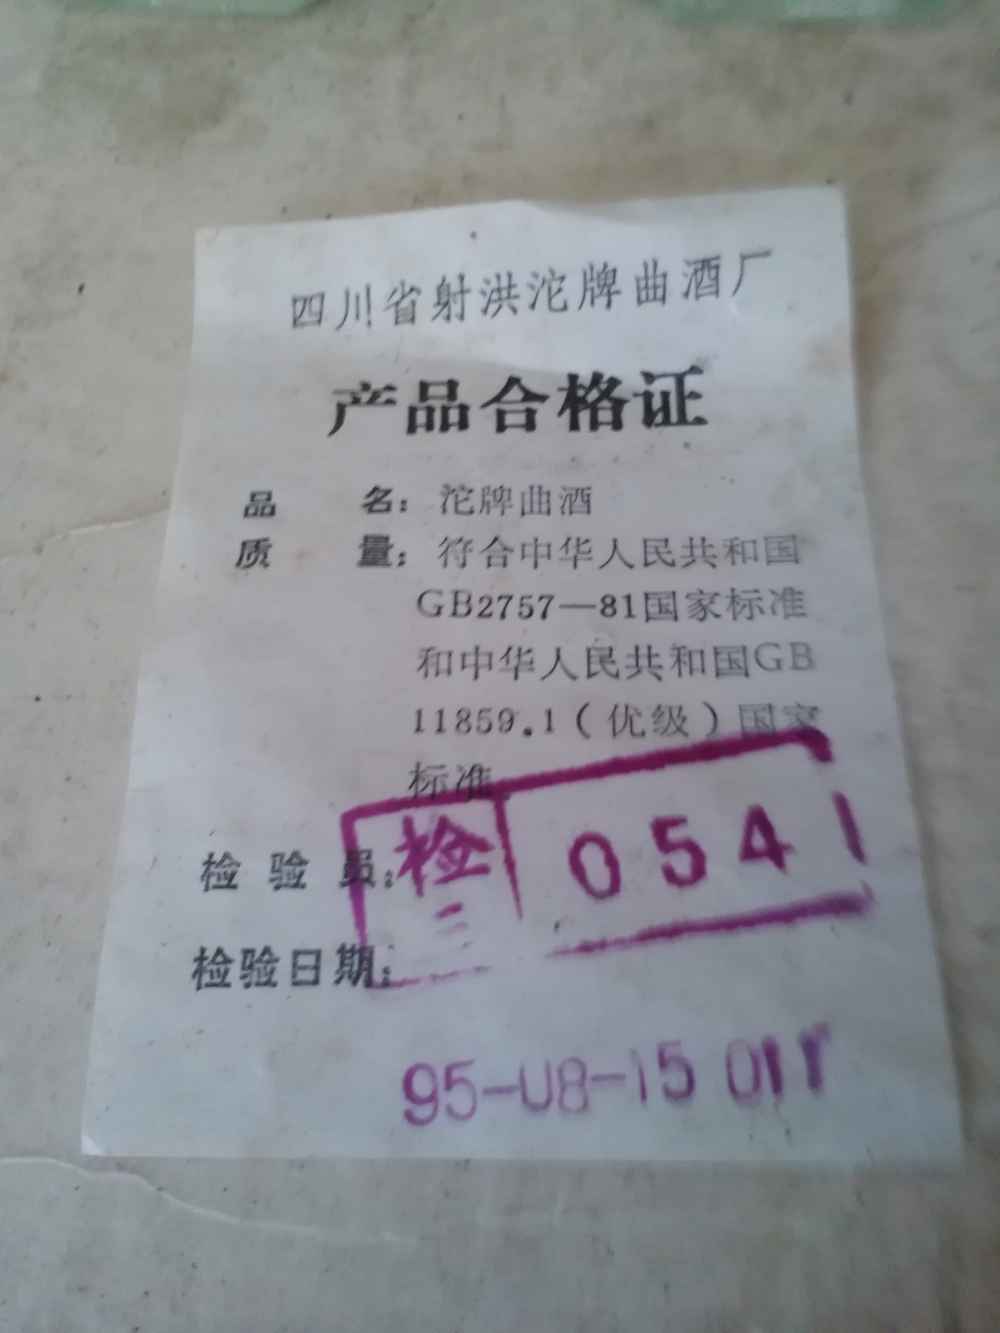 四川省射洪沱牌曲酒厂
产品合格证
品 名：沱牌曲酒
质 量：符合中华人民共和国
GB2757—81国家标准
和中华人民共和国GB
11859.1（优级）国家
标准
检验员：检 054
检验日期：
95-08-15